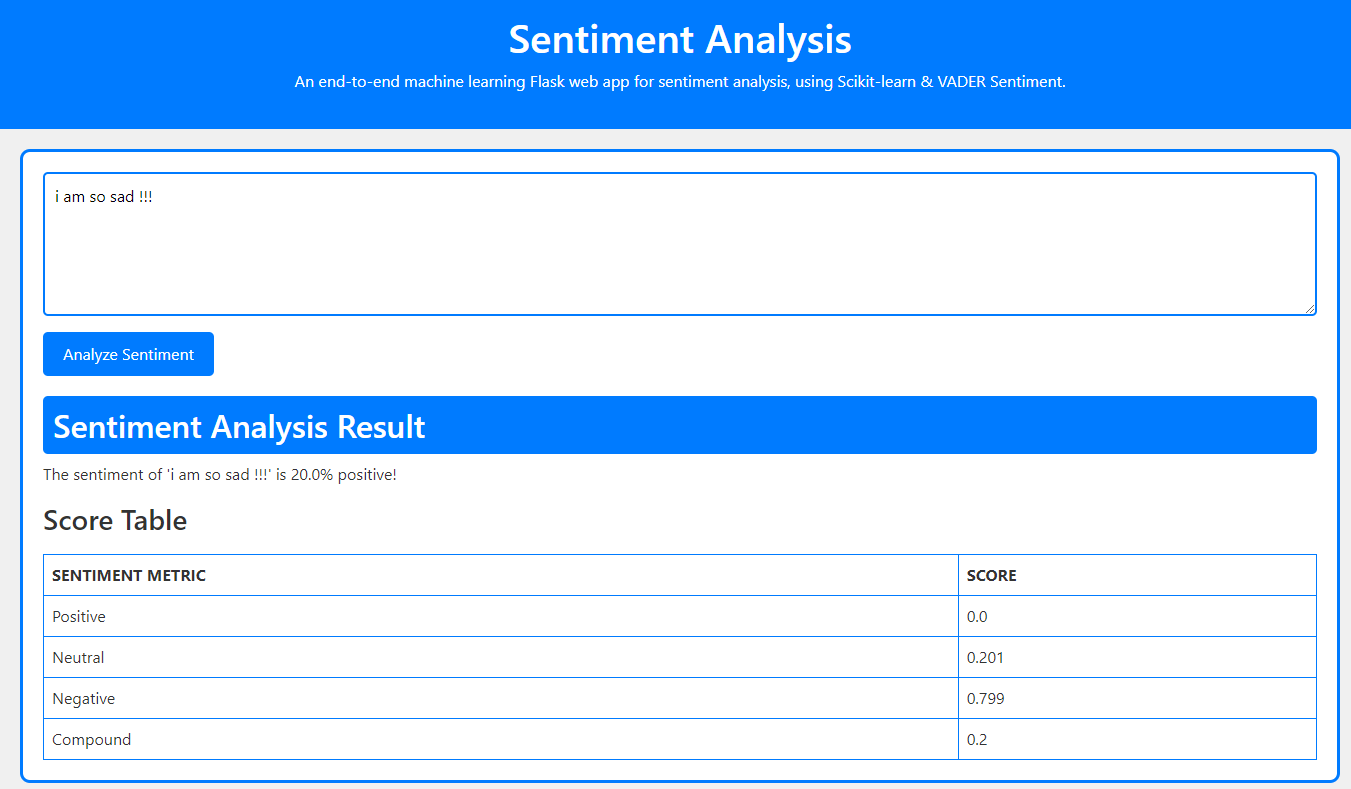 Sentiment Analysis
An end-to-end machine learning Flask web app for sentiment analysis, using Scikit-learn & VADER Sentiment.
i am so sad !!!
Analyze Sentiment
Sentiment Analysis Result
The sentiment of 'i am so sad !!!' is 20.0% positive!
Score Table
SENTIMENT METRIC SCORE
Positive 0.0
Neutral 0.201
Negative 0.799
Compound 0.2